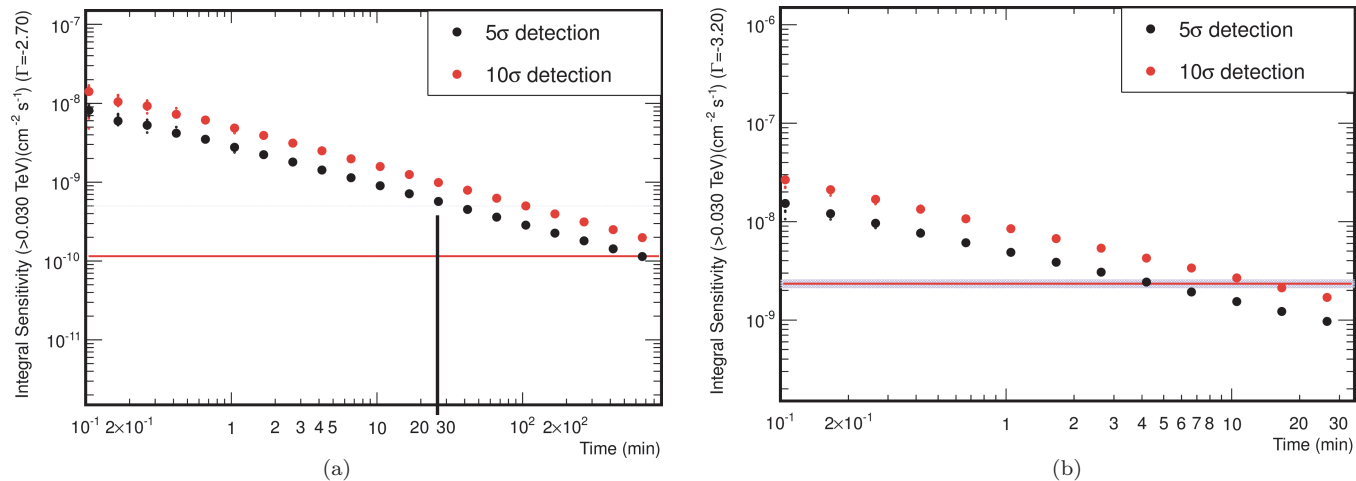 Integral Sensitivity (>0.030 TeV)(cm⁻² s⁻¹) (Γ=-2.70)
10⁻⁷
10⁻⁸
10⁻⁹
10⁻¹⁰
10⁻¹¹
5σ detection
10σ detection
10⁻¹ 2×10⁻¹ 1 2 3 4 5 10 20 30 10² 2×10²
Time (min)
(a)
Integral Sensitivity (>0.030 TeV)(cm⁻² s⁻¹) (Γ=-3.20)
10⁻⁶
10⁻⁷
10⁻⁸
10⁻⁹
5σ detection
10σ detection
10⁻¹ 2×10⁻¹ 1 2 3 4 5 6 7 8 10 20 30
Time (min)
(b)